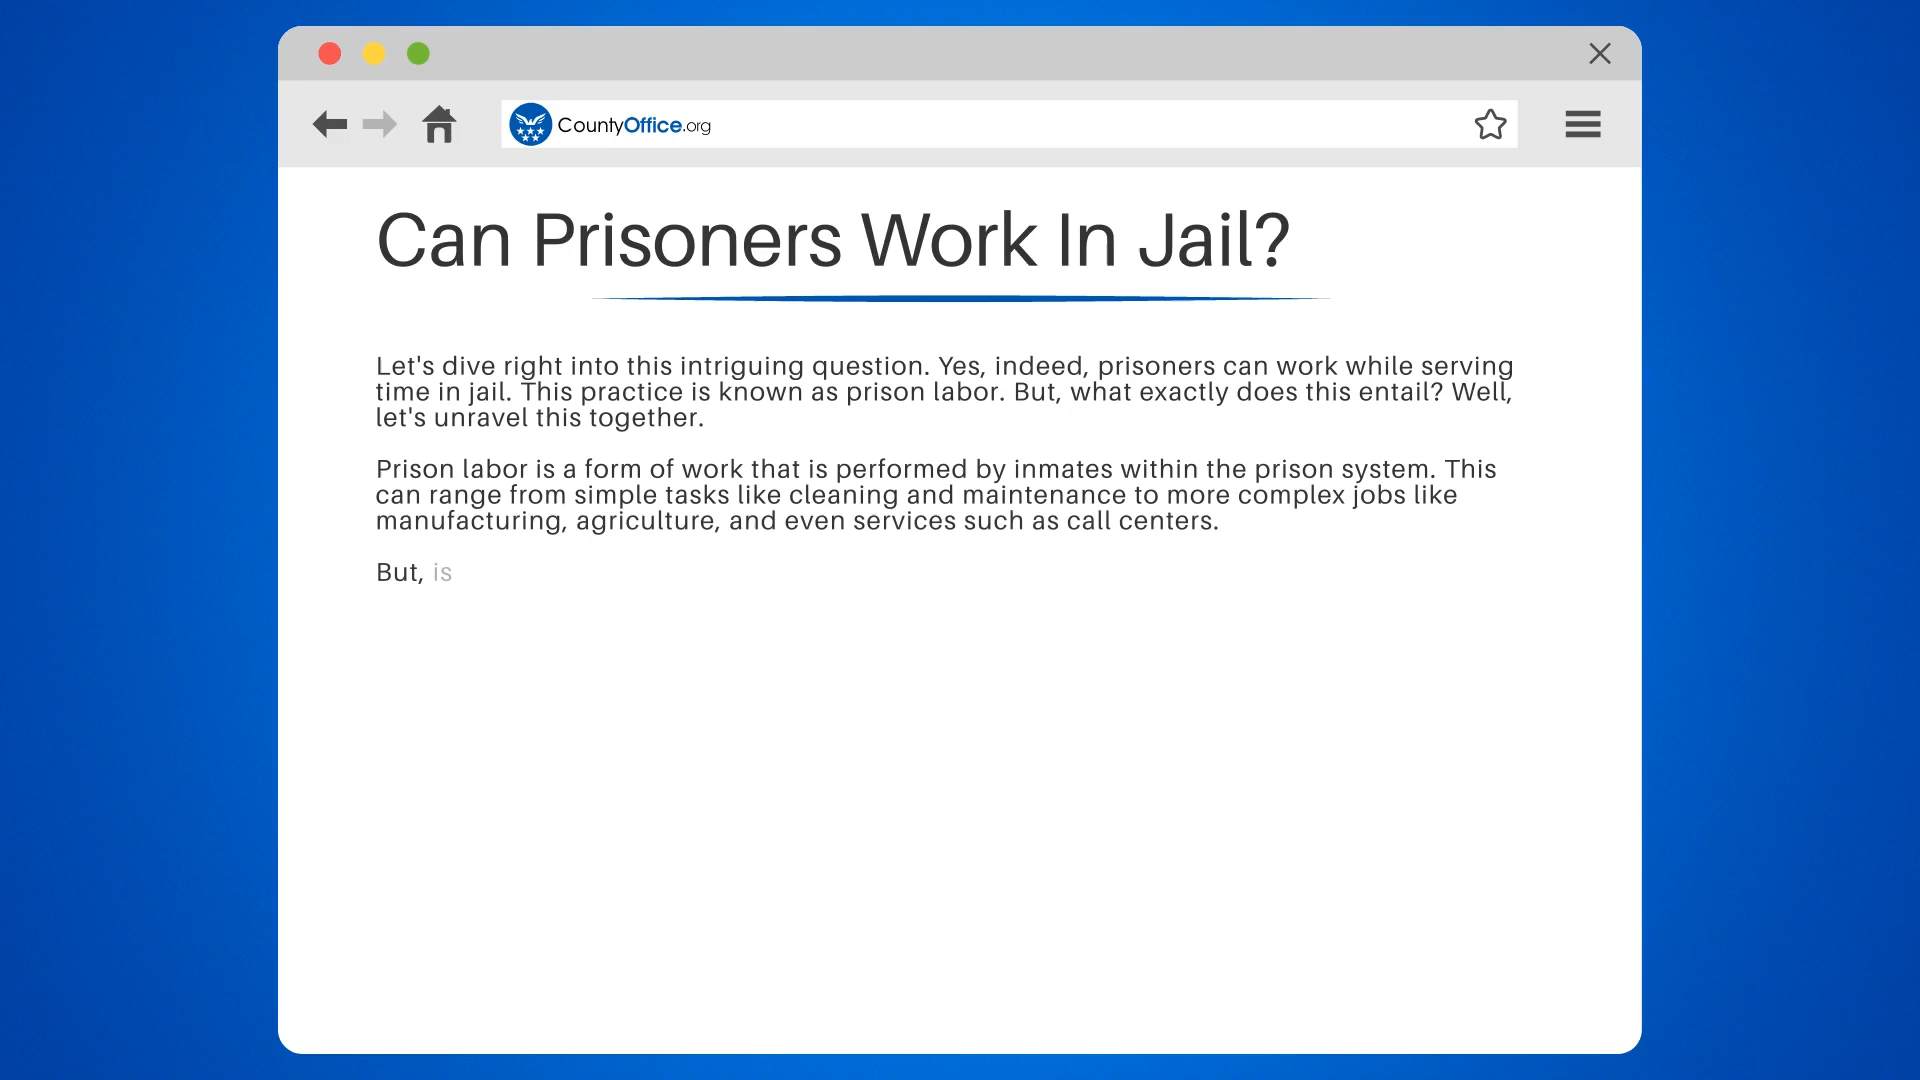 CountyOffice.org
Can Prisoners Work In Jail?
Let's dive right into this intriguing question. Yes, indeed, prisoners can work while serving
time in jail. This practice is known as prison labor. But, what exactly does this entail? Well,
let's unravel this together.
Prison labor is a form of work that is performed by inmates within the prison system. This
can range from simple tasks like cleaning and maintenance to more complex jobs like
manufacturing, agriculture, and even services such as call centers.
But, is